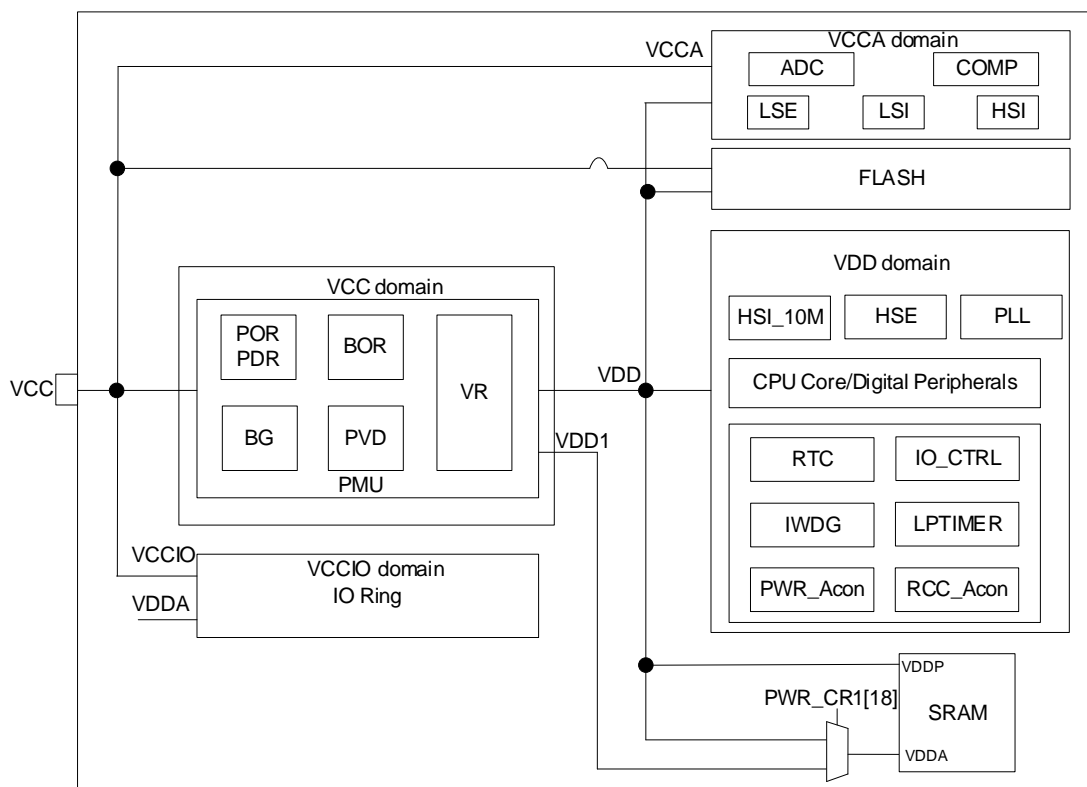 VCCA domain
VCCA
ADC
COMP
LSE
LSI
HSI
FLASH
VCC domain
POR
PDR
BOR
VR
BG
PVD
PMU
VCC
VDD
VDD1
VDD domain
HSI_10M
HSE
PLL
CPU Core/Digital Peripherals
RTC
IO_CTRL
IWDG
LPTIMER
PWR_Acon
RCC_Acon
VCCIO
VDDA
VCCIO domain
IO Ring
PWR_CR1[18]
VDDP
SRAM
VDDA